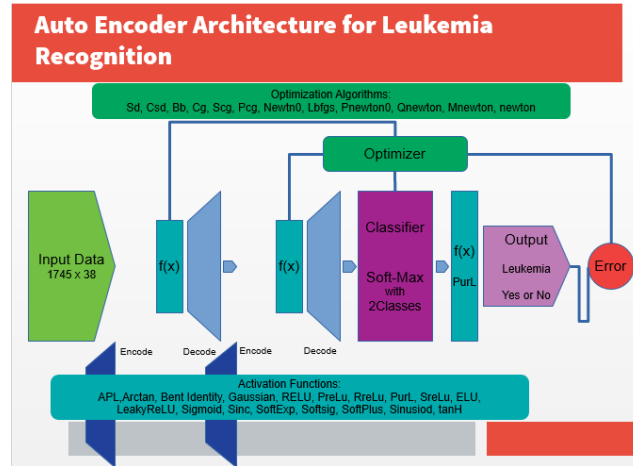 Auto Encoder Architecture for Leukemia
Recognition
Optimization Algorithms:
Sd, Csd, Bb, Cg, Scg, Pcg, Newtn0, Lbfgs, Pnewton0, Qnewton, Mnewton, newton
Optimizer
Input Data
1745 x 38
f(x)
f(x)
Classifier
Soft-Max
with
2Classes
f(x)
PurL
Output
Leukemia
Yes or No
Error
Encode
Decode
Encode
Decode
Activation Functions:
APL,Arctan, Bent Identity, Gaussian, RELU, PreLu, RreLu, PurL, SreLu, ELU,
LeakyReLU, Sigmoid, Sinc, SoftExp, Softsig, SoftPlus, Sinusiod, tanH